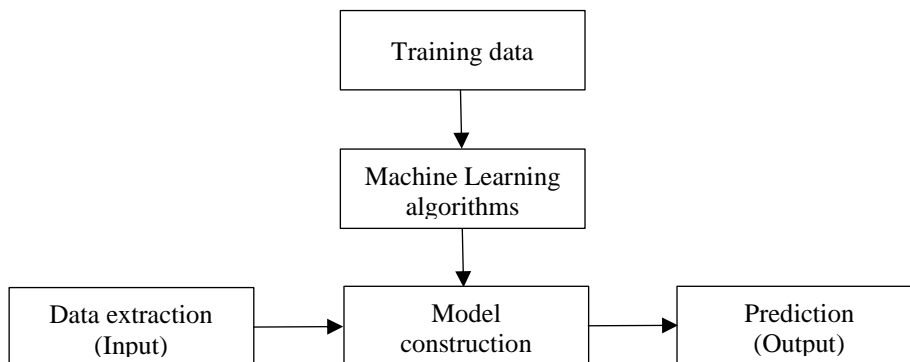 Training data
Machine Learning
algorithms
Data extraction
(Input)
Model
construction
Prediction
(Output)